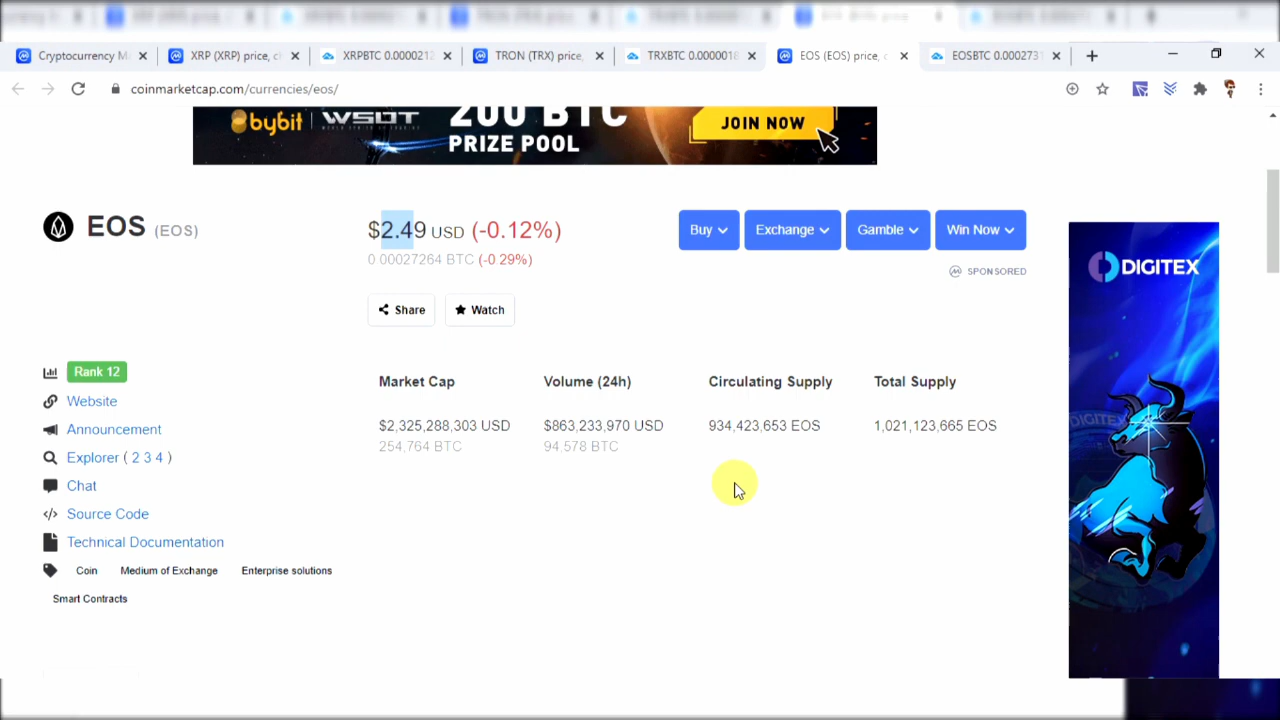 Cryptocurrency Ma
XRP (XRP) price, c
XRPBTC 0.0000021
TRON (TRX) price,
TRXBTC 0.0000018
EOS (EOS) price, c
EOSBTC 0.0002731
coinmarketcap.com/currencies/eos/
bybit WSOT 200 BTC
PRIZE POOL
JOIN NOW
EOS (EOS)
$2.49 USD (-0.12%)
0.00027264 BTC (-0.29%)
Buy
Exchange
Gamble
Win Now
SPONSORED
Share
Watch
DIGITEX
Rank 12
Website
Announcement
Explorer ( 2 3 4 )
Chat
Source Code
Technical Documentation
Coin Medium of Exchange Enterprise solutions
Smart Contracts
Market Cap Volume (24h) Circulating Supply Total Supply
$2,325,288,303 USD $863,233,970 USD 934,423,653 EOS 1,021,123,665 EOS
254,764 BTC 94,578 BTC